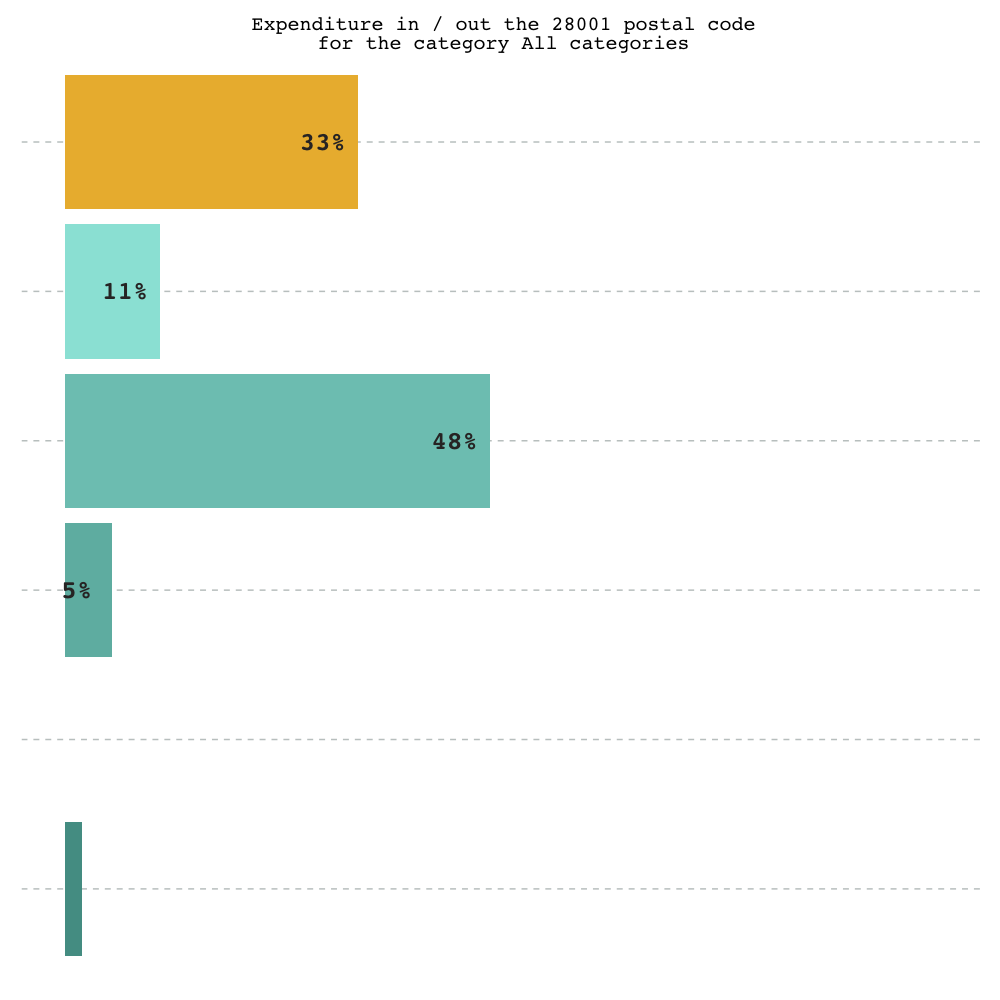 Expenditure in / out the 28001 postal code
for the category All categories
33%
11%
48%
5%